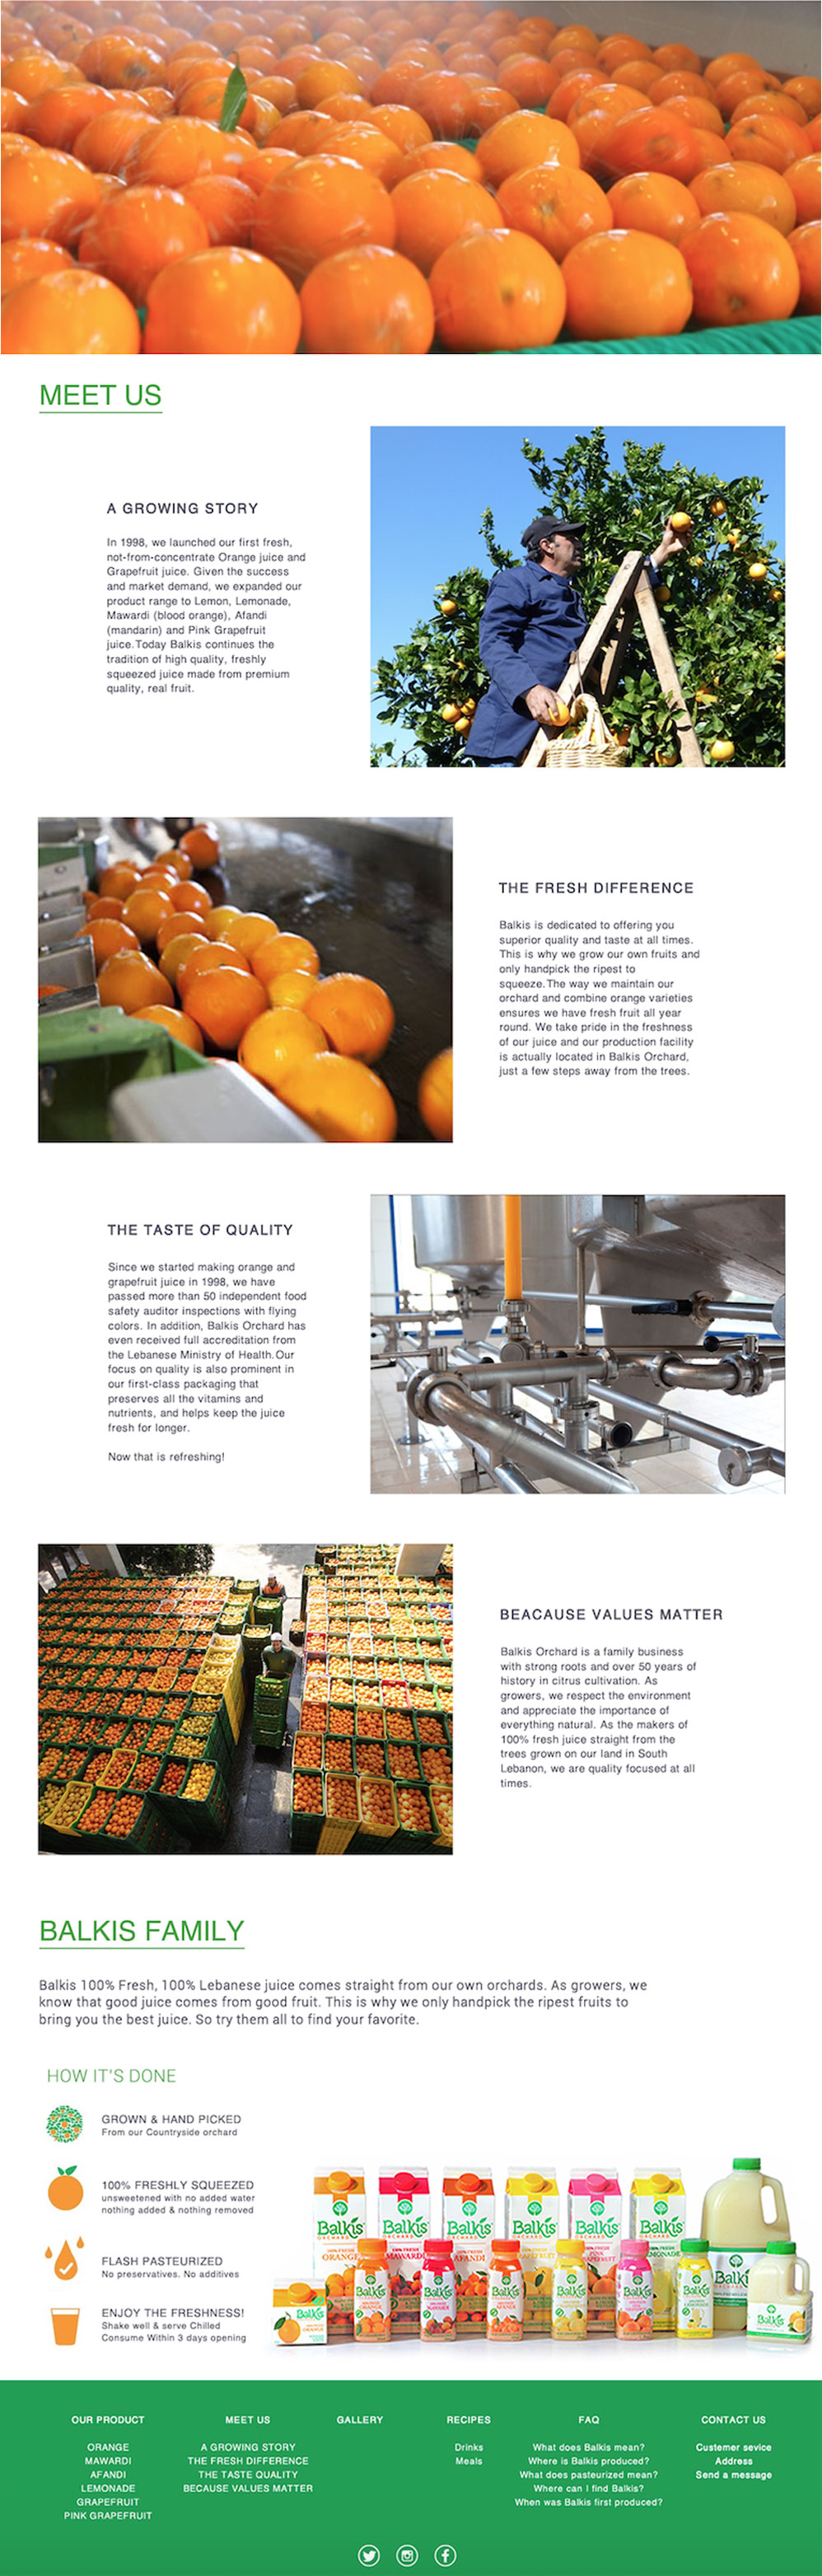 MEET US
A GROWING STORY
In 1998, we launched our first fresh,
not-from-concentrate Orange juice and
Grapefruit juice. Given the success
and market demand, we expanded our
product range to Lemon, Lemonade,
Mawardi (blood orange), Afandi
(mandarin) and Pink Grapefruit
juice.Today Balkis continues the
tradition of high quality, freshly
squeezed juice made from premium
quality, real fruit.
THE FRESH DIFFERENCE
Balkis is dedicated to offering you
superior quality and taste at all times.
This is why we grow our own fruits and
only handpick the ripest to
squeeze.The way we maintain our
orchard and combine orange varieties
ensures we have fresh fruit all year
round. We take pride in the freshness
of our juice and our production facility
is actually located in Balkis Orchard,
just a few steps away from the trees.
THE TASTE OF QUALITY
Since we started making orange and
grapefruit juice in 1998, we have
passed more than 50 independent food
safety auditor inspections with flying
colors. In addition, Balkis Orchard has
even received full accreditation from
the Lebanese Ministry of Health.Our
focus on quality is also prominent in
our first-class packaging that
preserves all the vitamins and
nutrients, and helps keep the juice
fresh for longer.
Now that is refreshing!
BEACAUSE VALUES MATTER
Balkis Orchard is a family business
with strong roots and over 50 years of
history in citrus cultivation. As
growers, we respect the environment
and appreciate the importance of
everything natural. As the makers of
100% fresh juice straight from the
trees grown on our land in South
Lebanon, we are quality focused at all
times.
BALKIS FAMILY
Balkis 100% Fresh, 100% Lebanese juice comes straight from our own orchards. As growers, we
know that good juice comes from good fruit. This is why we only handpick the ripest fruits to
bring you the best juice. So try them all to find your favorite.
HOW IT'S DONE
GROWN & HAND PICKED
From our Countryside orchard
100% FRESHLY SQUEEZED
unsweetened with no added water
nothing added & nothing removed
FLASH PASTEURIZED
No preservatives. No additives
ENJOY THE FRESHNESS!
Shake well & serve Chilled
Consume Within 3 days opening
Balkis Balkis Balkis Balkis Balkis Balkis
ORANGE MAWARDI AFANDI
Balkis Balkis Balkis Balkis Balkis Balkis Balkis Balkis
OUR PRODUCT MEET US GALLERY RECIPES FAQ CONTACT US
ORANGE A GROWING STORY Drinks What does Balkis mean? Custemer sevice
MAWARDI THE FRESH DIFFERENCE Meals Where is Balkis produced? Address
AFANDI THE TASTE QUALITY What does pasteurized mean? Send a message
LEMONADE BECAUSE VALUES MATTER Where can I find Balkis?
GRAPEFRUIT When was Balkis first produced?
PINK GRAPEFRUIT